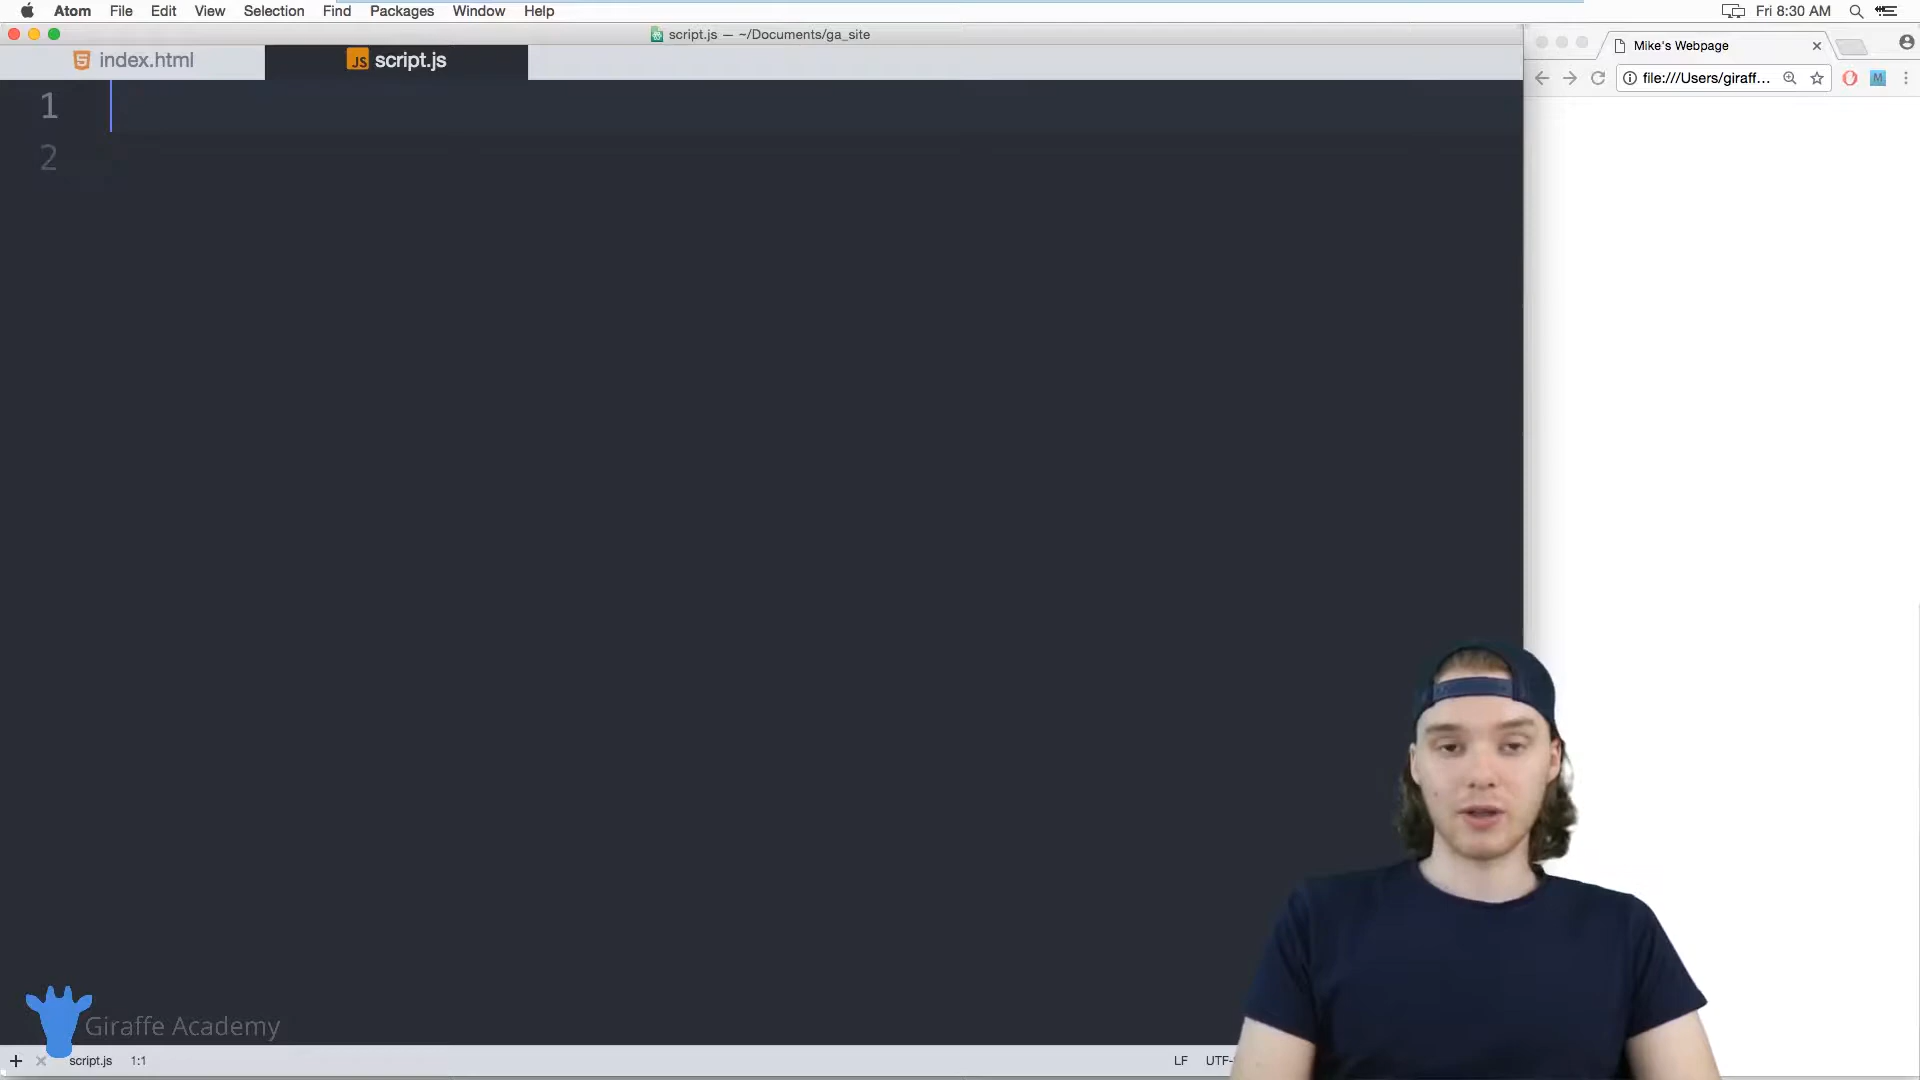 Atom File Edit View Selection Find Packages Window Help Fri 8:30 AM
script.js — ~/Documents/ga_site
Mike's Webpage
index.html
script.js
file:///Users/giraff...
M
1
2
Giraffe Academy
script.js 1:1 LF UTF-